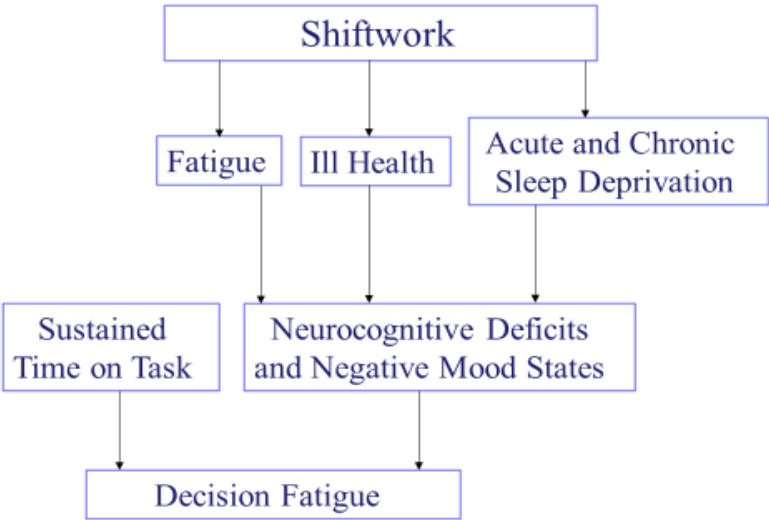 Shiftwork
Fatigue
Ill Health
Acute and Chronic
Sleep Deprivation
Sustained
Time on Task
Neurocognitive Deficits
and Negative Mood States
Decision Fatigue